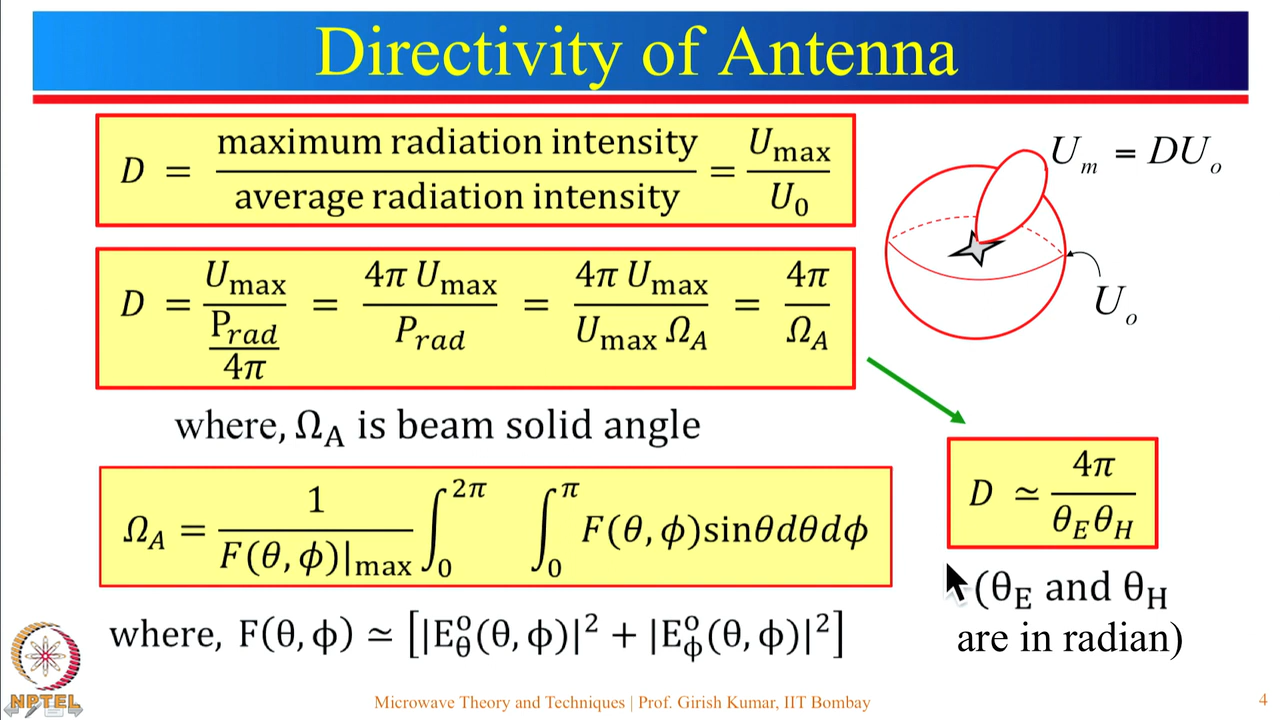 Directivity of Antenna
D = maximum radiation intensity / average radiation intensity = U_max / U_0
U_m = DU_o
U_o
D = U_max / (P_rad / 4π) = 4π U_max / P_rad = 4π U_max / U_max Ω_A = 4π / Ω_A
where, Ω_A is beam solid angle
D ≃ 4π / θ_E θ_H
(θ_E and θ_H
are in radian)
Ω_A = 1 / F(θ,ϕ)|_max ∫_0^2π ∫_0^π F(θ,ϕ)sinθdθdϕ
where, F(θ,ϕ) ≃ [|E_θ^o(θ,ϕ)|^2 + |E_ϕ^o(θ,ϕ)|^2]
NPTEL
Microwave Theory and Techniques | Prof. Girish Kumar, IIT Bombay
4